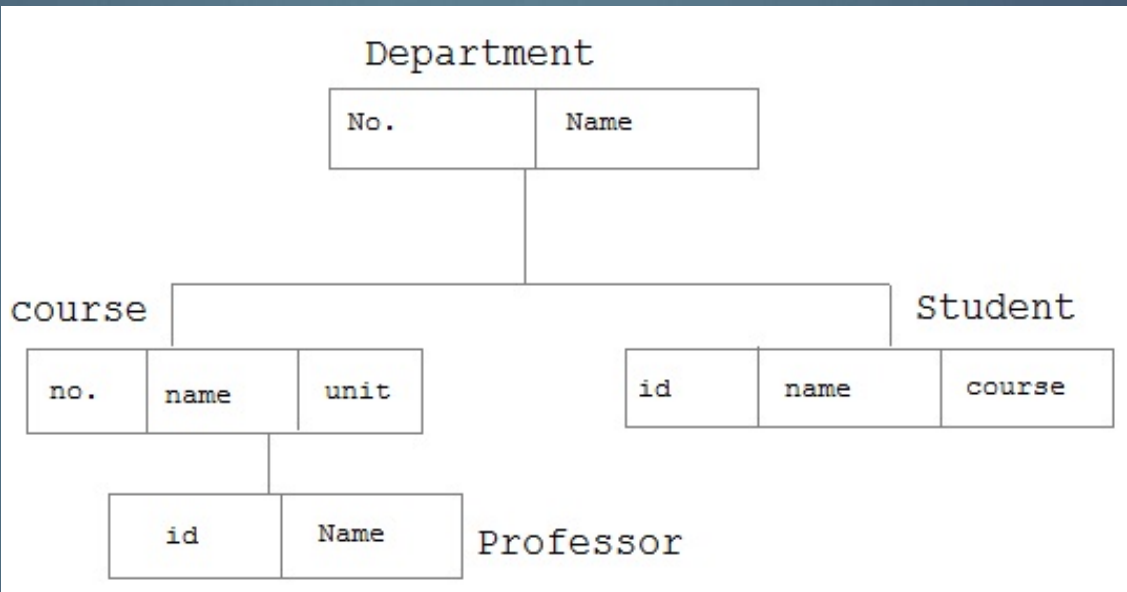 Department
No. Name
course
Student
no. name unit
id name course
id Name
Professor